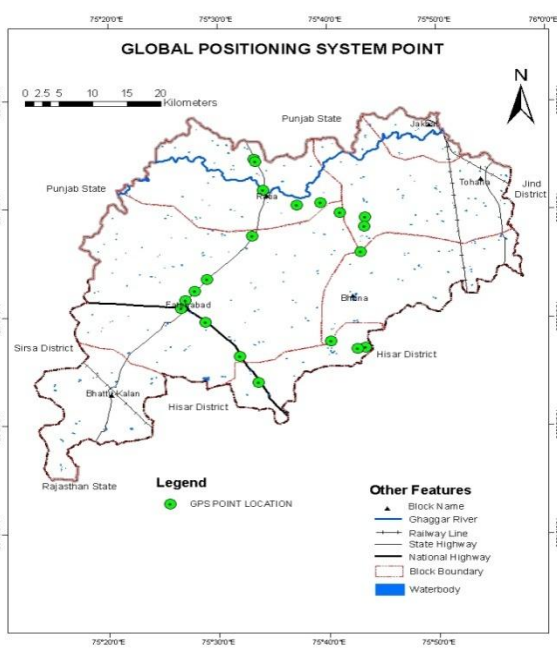 75°20'0"E 75°30'0"E 75°40'0"E 75°50'0"E 76°0'0"E
GLOBAL POSITIONING SYSTEM POINT
N
0 2.5 5 10 15 20
Kilometers
Punjab State
Jakhal
Punjab State
Tohana
Jind
District
Ratia
Bhuna
Fatehabad
Sirsa District
Hisar District
Bhattu Kalan
Hisar District
Rajasthan State
Legend
GPS POINT LOCATION
Other Features
Block Name
Ghaggar River
Railway Line
State Highway
National Highway
Block Boundary
Waterbody
75°20'0"E 75°30'0"E 75°40'0"E 75°50'0"E